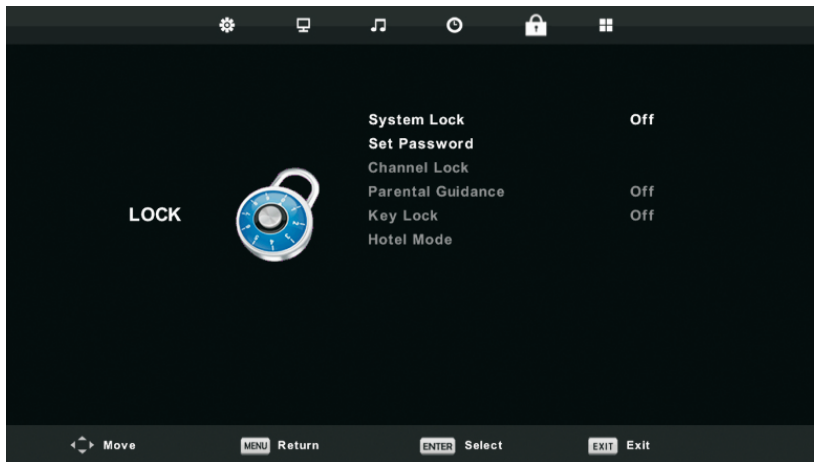 System Lock Off
Set Password
Channel Lock
Parental Guidance Off
LOCK
Key Lock Off
Hotel Mode
Move MENU Return ENTER Select EXIT Exit